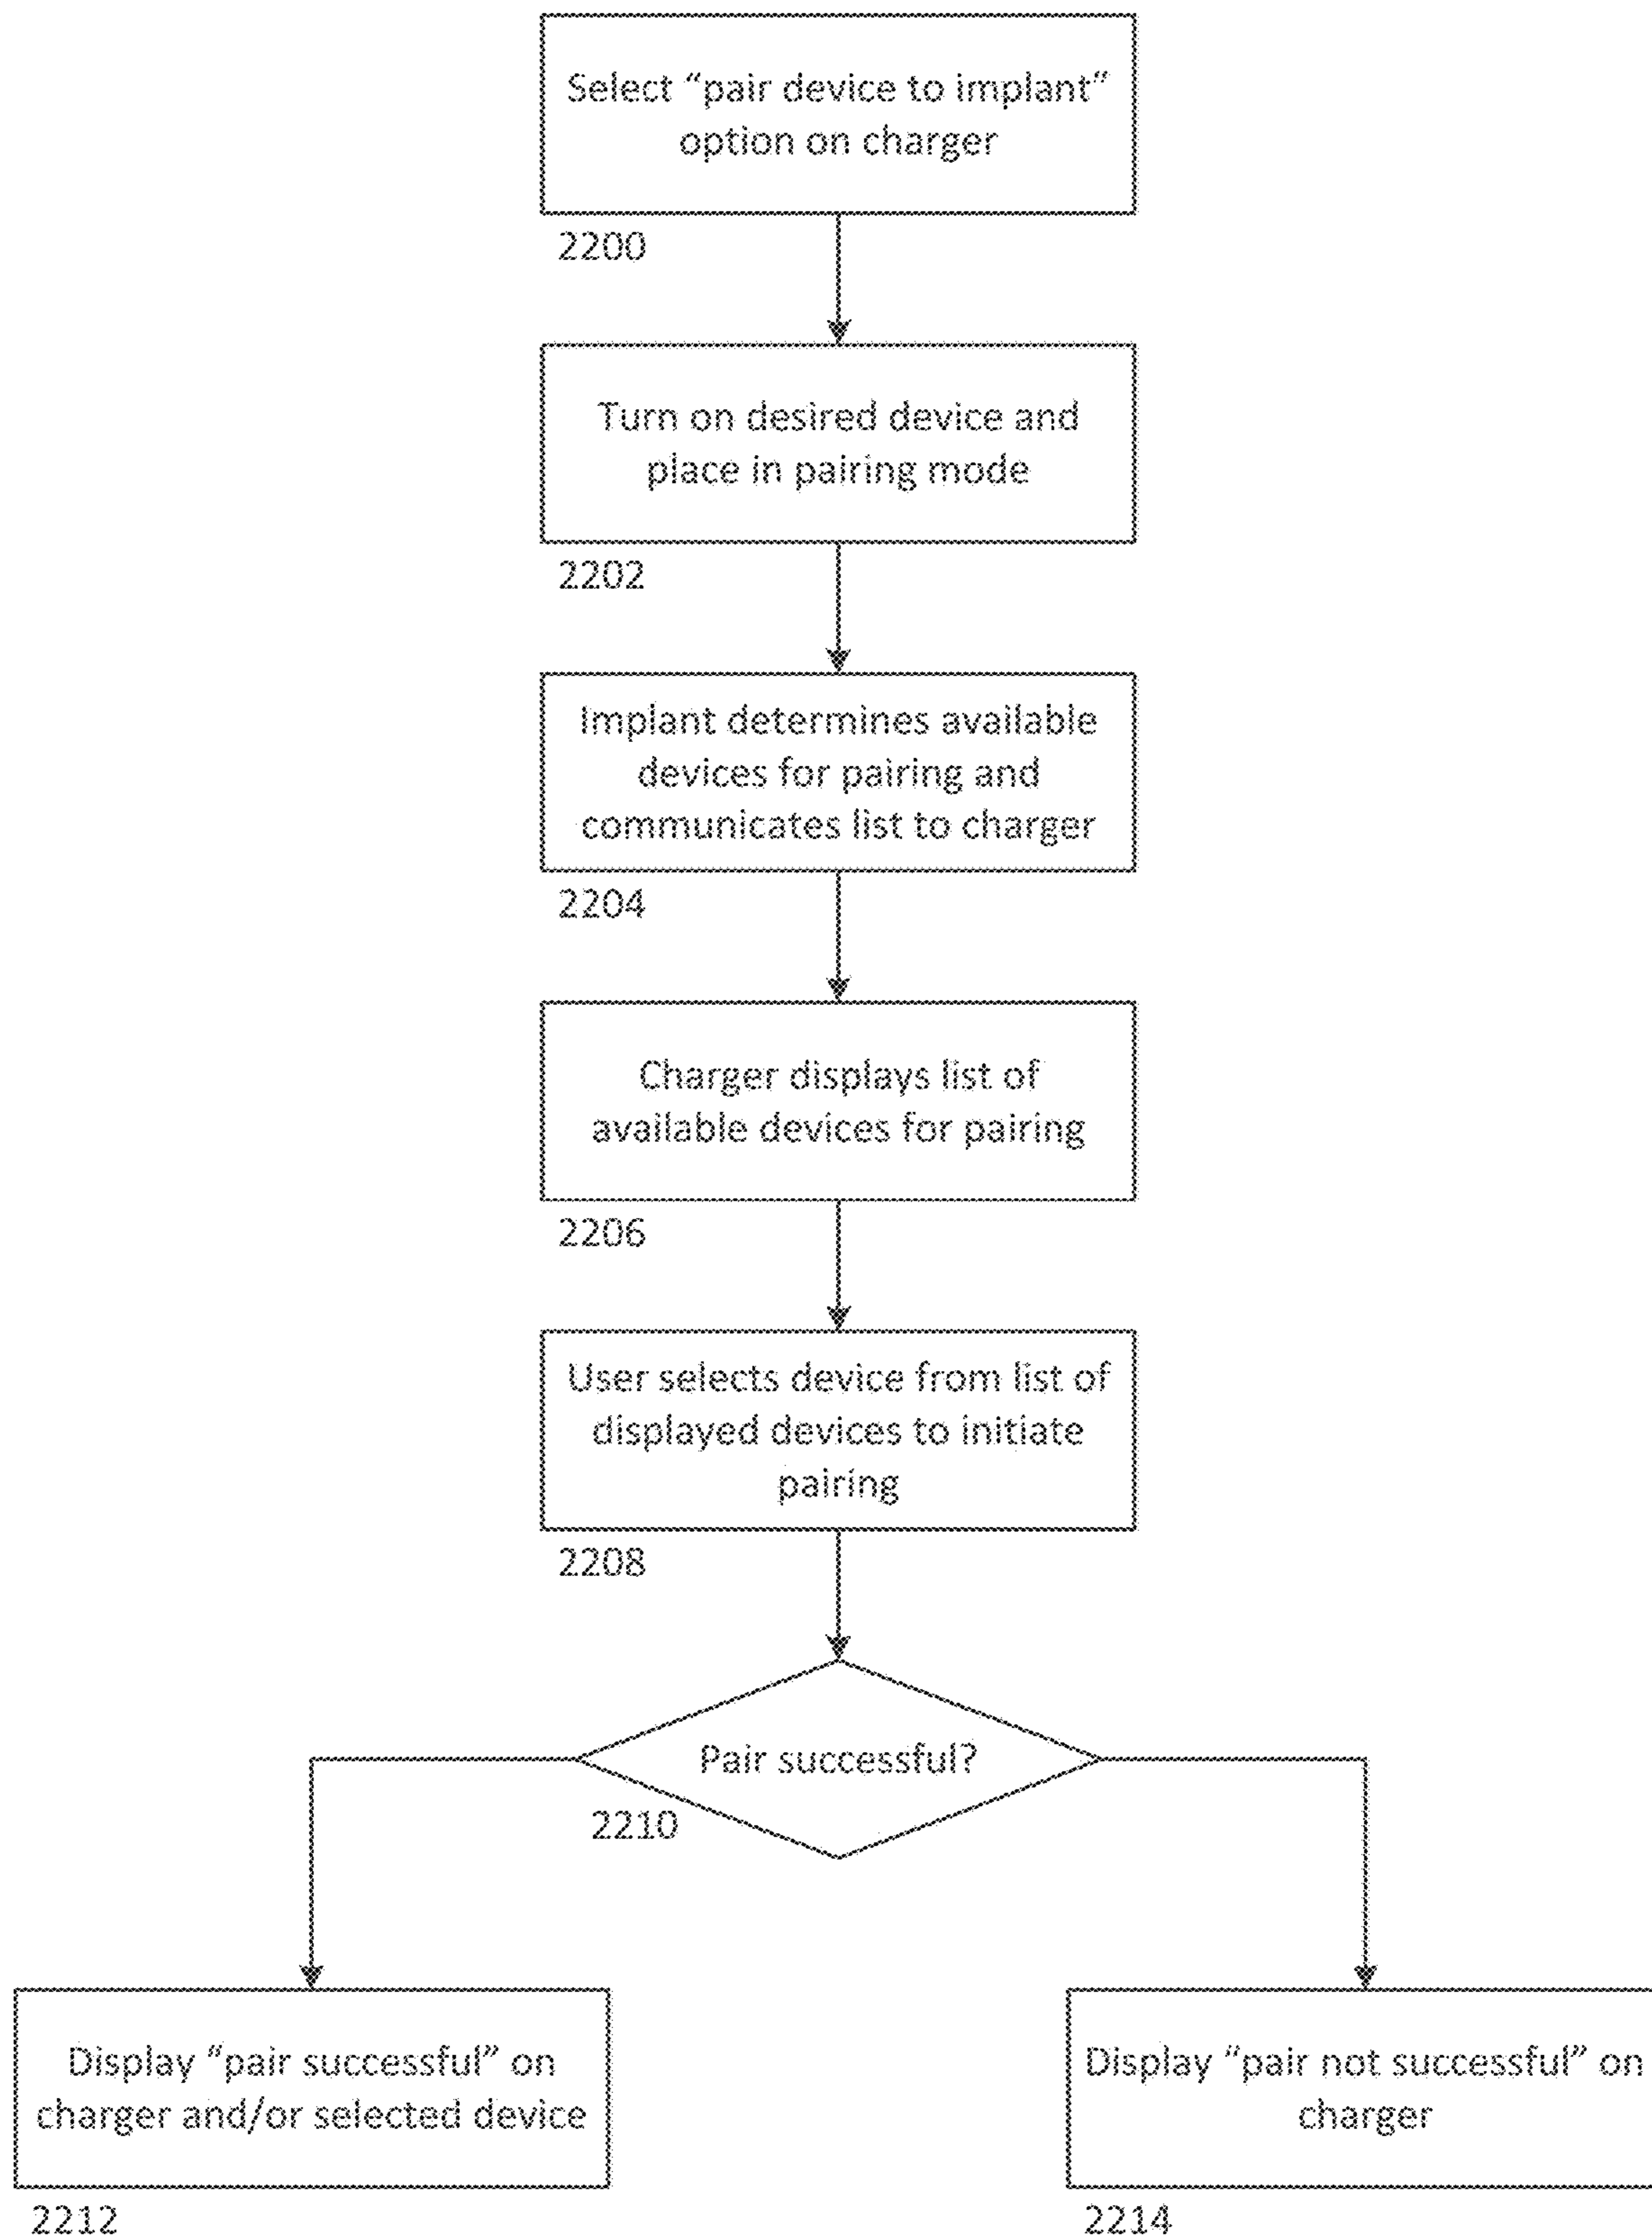 Select “pair device to implant“
option on charger
2200
Turn on desired device and
place in pairing mode
2202
Implant determines available
devices for pairing and
communicates list to charger
2204
Charger displays list of
available devices for pairing
2206
User selects device from list of
displayed devices to initiate
pairing
2208
Pair successful?
2210
Display “pair successful” on
charger and/or selected device
2212
Display “pair not successful” on
charger
2214